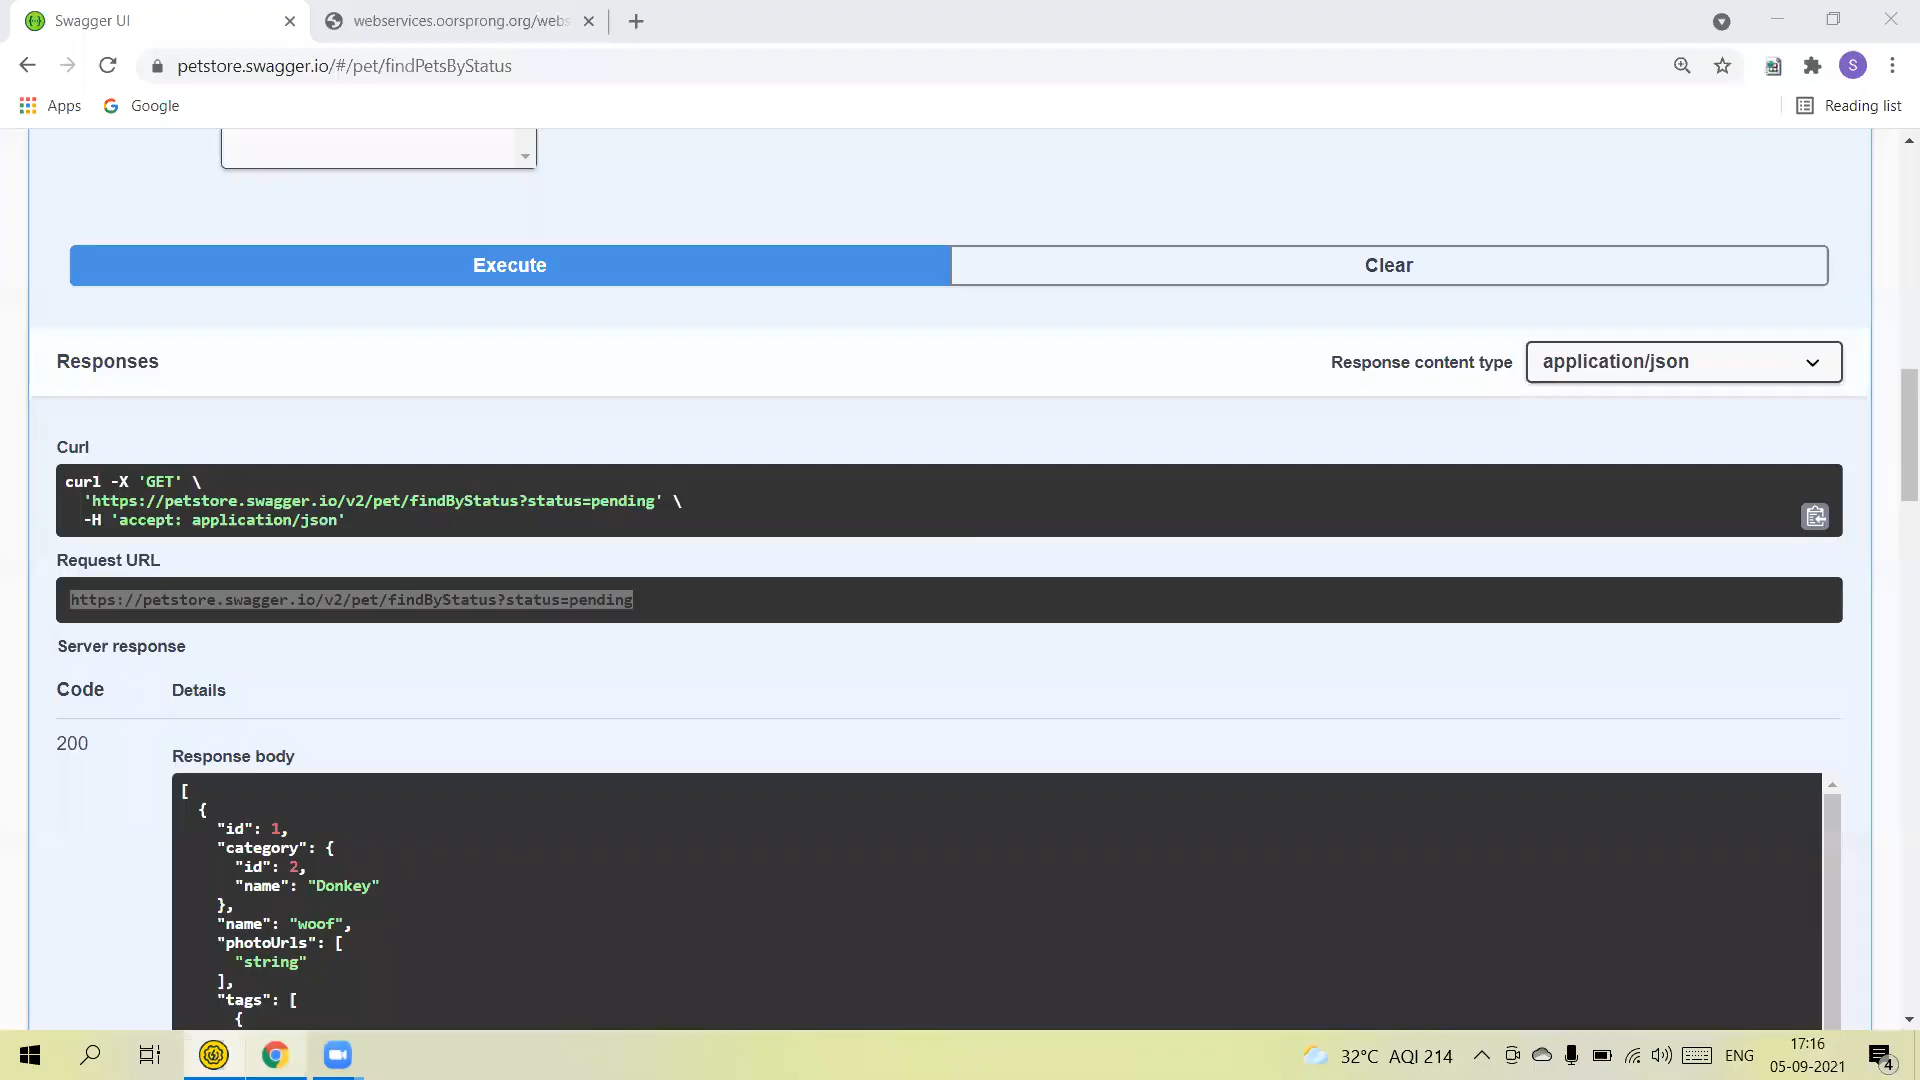 Swagger UI
webservices.oorsprong.org/webs
petstore.swagger.io/#/pet/findPetsByStatus
S
Apps
Google
Reading list
Execute
Clear
Responses
Response content type
application/json
Curl
curl -X 'GET' \
'https://petstore.swagger.io/v2/pet/findByStatus?status=pending' \
-H 'accept: application/json'
Request URL
https://petstore.swagger.io/v2/pet/findByStatus?status=pending
Server response
Code Details
200
Response body
[
{
"id": 1,
"category": {
"id": 2,
"name": "Donkey"
},
"name": "woof",
"photoUrls": [
"string"
],
"tags": [
{
32°C AQI 214
ENG
17:16
05-09-2021
4